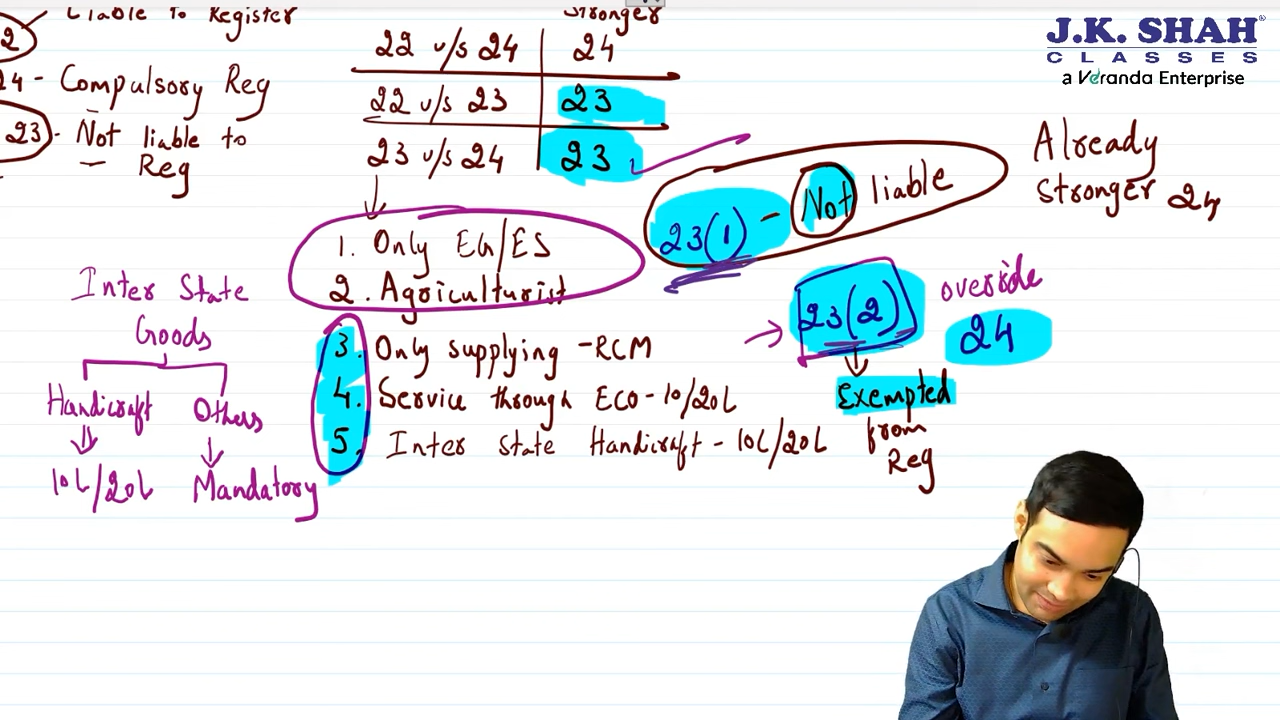 Liable to Register
2
24 - Compulsory Reg
23 - Not liable to
Reg
Stronger
22 v/s 24 24
22 v/s 23 23
23 v/s 24 23
J.K. SHAH®
CLASSES
a Veranda Enterprise
23(1) - Not liable
Already
Stronger 24
1. Only EG/ES
2. Agriculturist
3. Only supplying - RCM
4. Service through ECO - 10/20L
5. Inter state Handicraft - 10L/20L
23(2) override
24
Exempted
from
Reg
Inter State
Goods
Handicraft Others
10L/20L Mandatory